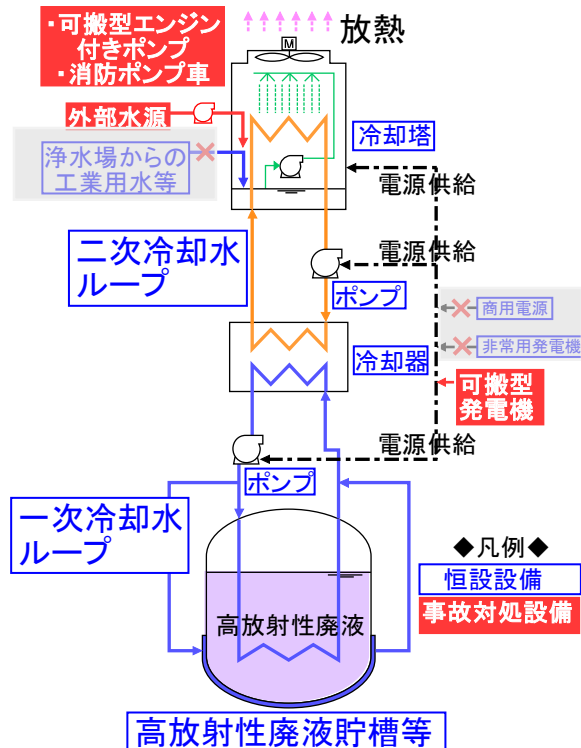 ・可搬型エンジン
付きポンプ
・消防ポンプ車
放熱
M
外部水源
浄水場からの
工業用水等
冷却塔
電源供給
二次冷却水
ループ
電源供給
ポンプ
商用電源
非常用発電機
冷却器
可搬型
発電機
電源供給
ポンプ
一次冷却水
ループ
◆凡例◆
恒設設備
事故対処設備
高放射性廃液
高放射性廃液貯槽等